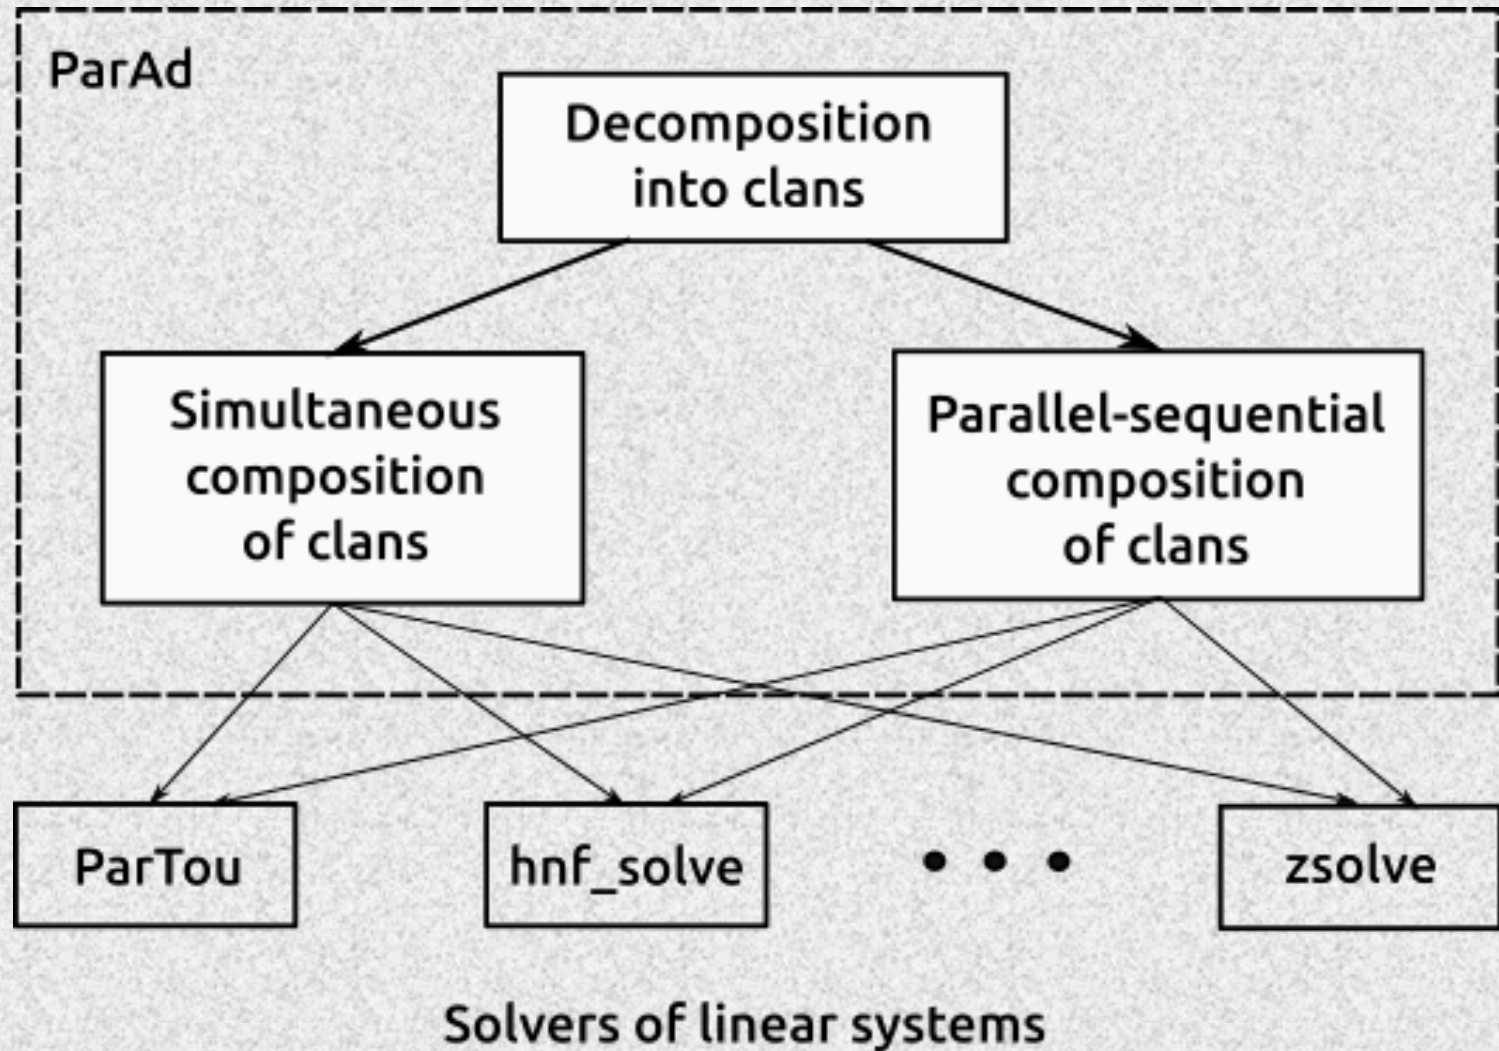 ParAd
Decomposition
into clans
Simultaneous
composition
of clans
Parallel-sequential
composition
of clans
ParTou
hnf_solve
• • •
zsolve
Solvers of linear systems